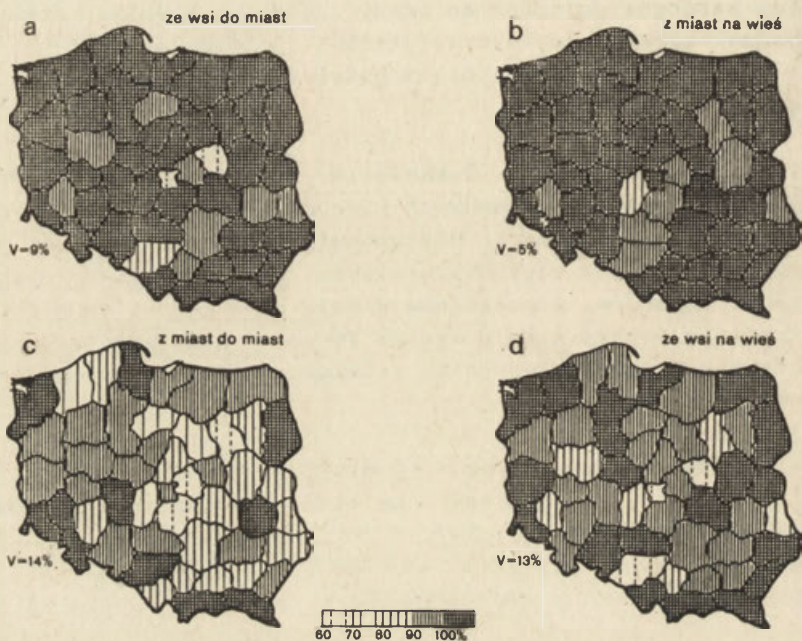 a
ze wsi do miast
V=9%
b
z miast na wieś
V=5%
c
z miast do miast
V=14%
d
ze wsi na wieś
V=13%
60 70 80 90 100%